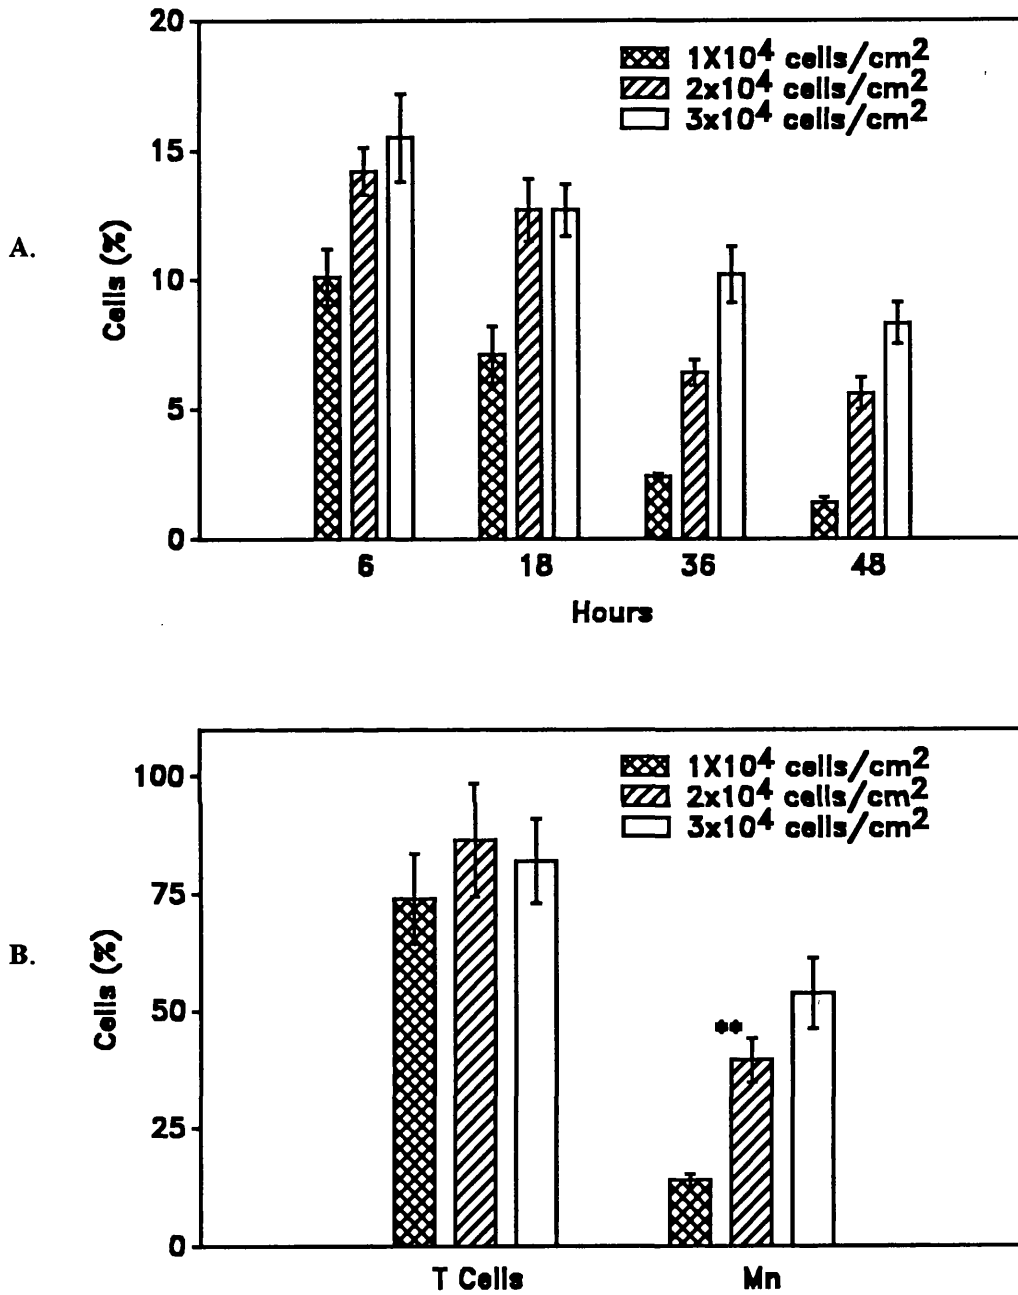 A.
20
15
10
5
0
Cells (%)
1X10⁴ cells/cm²
2x10⁴ cells/cm²
3x10⁴ cells/cm²
6 18 36 48
Hours
B.
100
75
50
25
0
Cells (%)
1X10⁴ cells/cm²
2x10⁴ cells/cm²
3x10⁴ cells/cm²
**
T Cells Mn